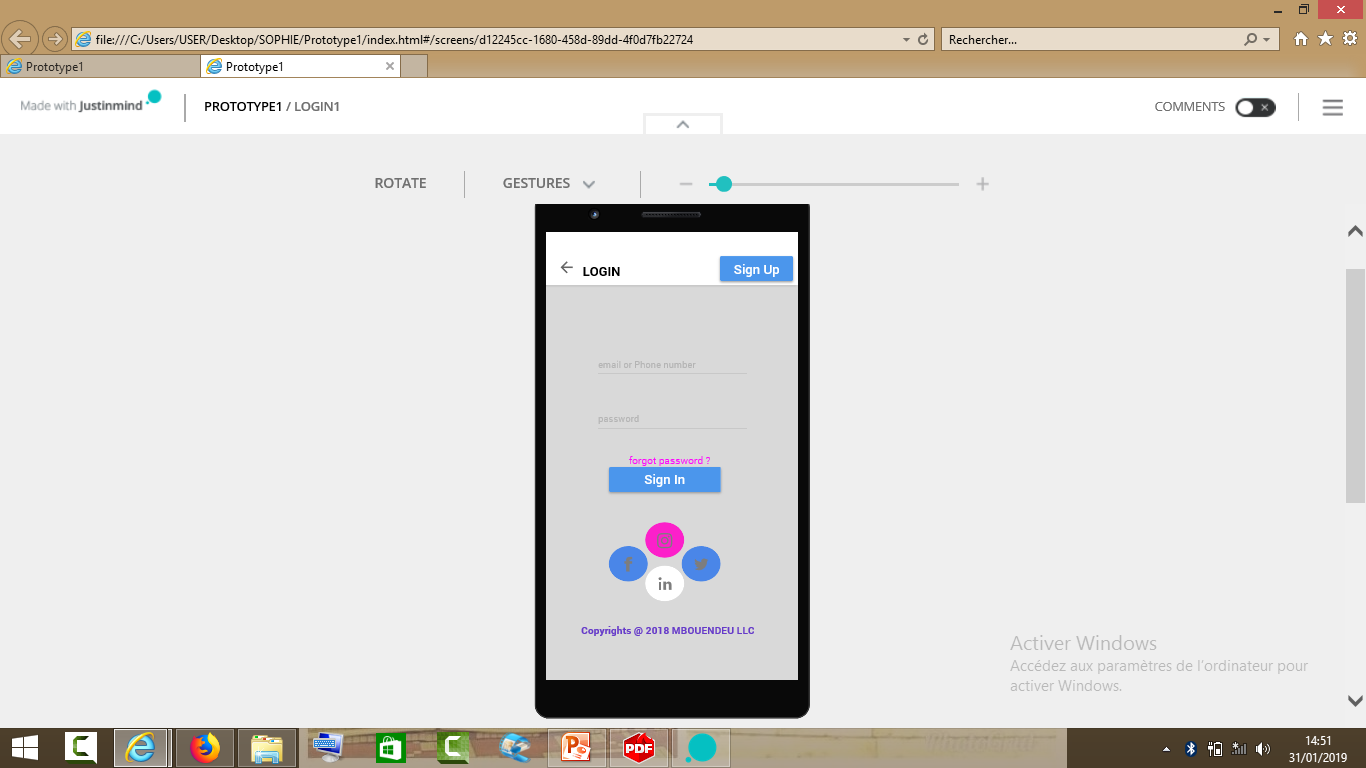 file:///C:/Users/USER/Desktop/SOPHIE/Prototype1/index.html#/screens/d12245cc-1680-458d-89dd-4f0d7fb22724
Rechercher...
Prototype1
Prototype1
Made with Justinmind
PROTOTYPE1 / LOGIN1
COMMENTS
ROTATE
GESTURES
LOGIN
Sign Up
email or Phone number
password
forgot password ?
Sign In
f
in
Copyrights @ 2018 MBOUENDEU LLC
Activer Windows
Accédez aux paramètres de l'ordinateur pour
activer Windows.
PDF
14:51
31/01/2019